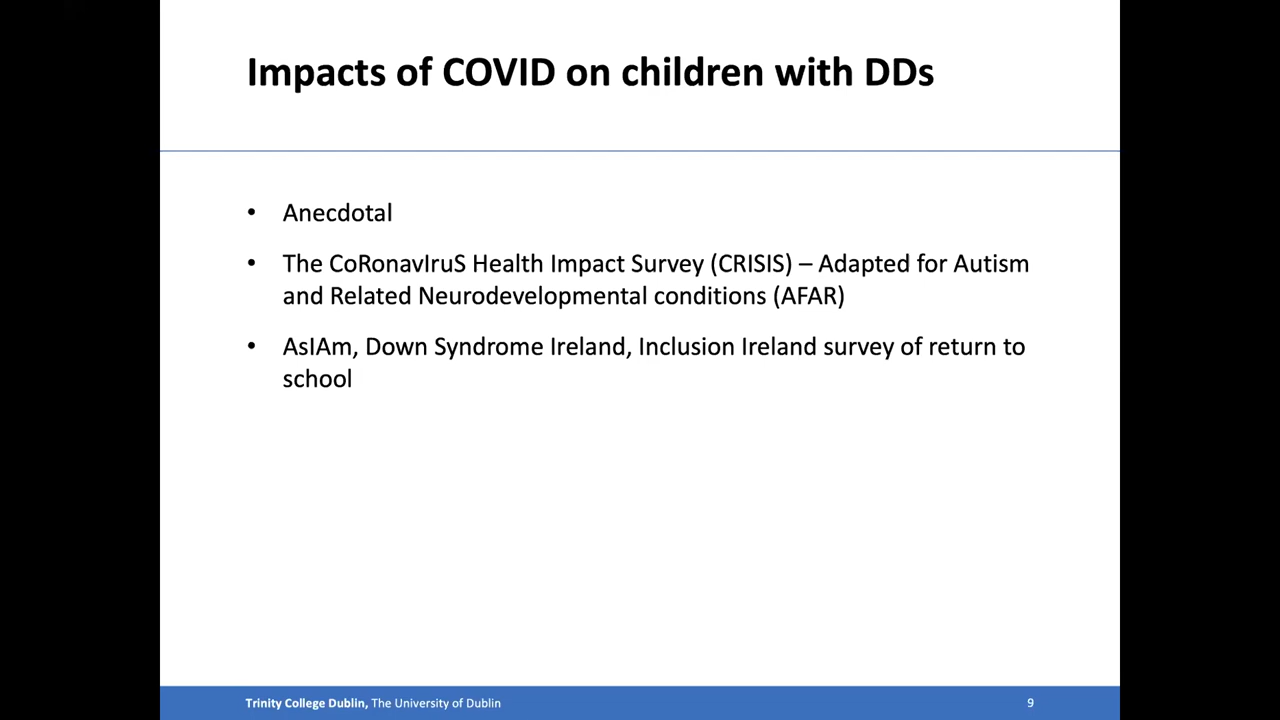 Impacts of COVID on children with DDs
• Anecdotal
• The CoRonavIruS Health Impact Survey (CRISIS) – Adapted for Autism
and Related Neurodevelopmental conditions (AFAR)
• AsIAm, Down Syndrome Ireland, Inclusion Ireland survey of return to
school
Trinity College Dublin, The University of Dublin
9